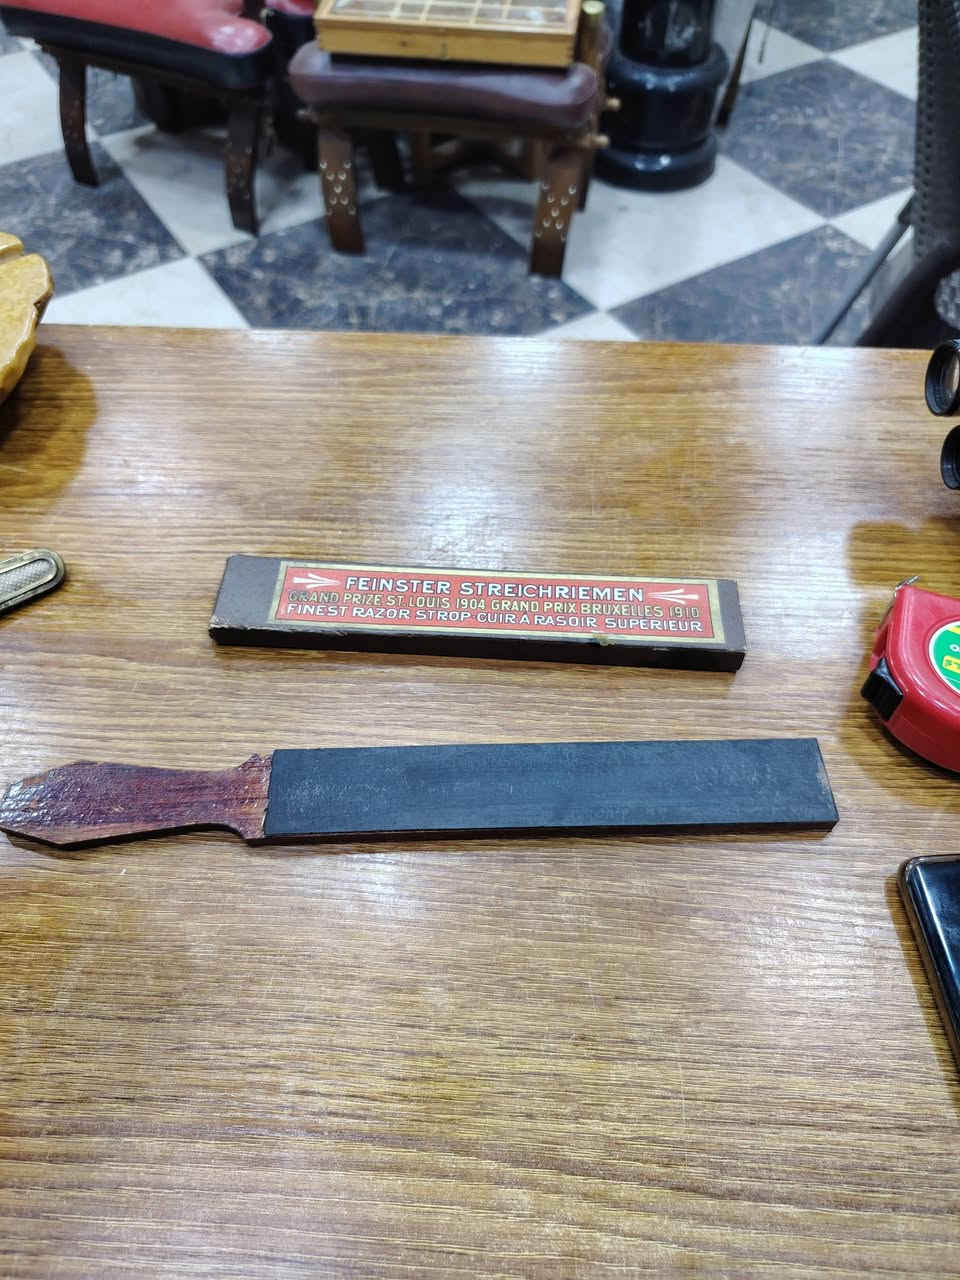 FEINSTER STREICHRIEMEN
GRAND PRIZE ST. LOUIS 1904 GRAND PRIX BRUXELLES 1910
FINEST RAZOR STROP-CUIR A RASOIR SUPERIEUR